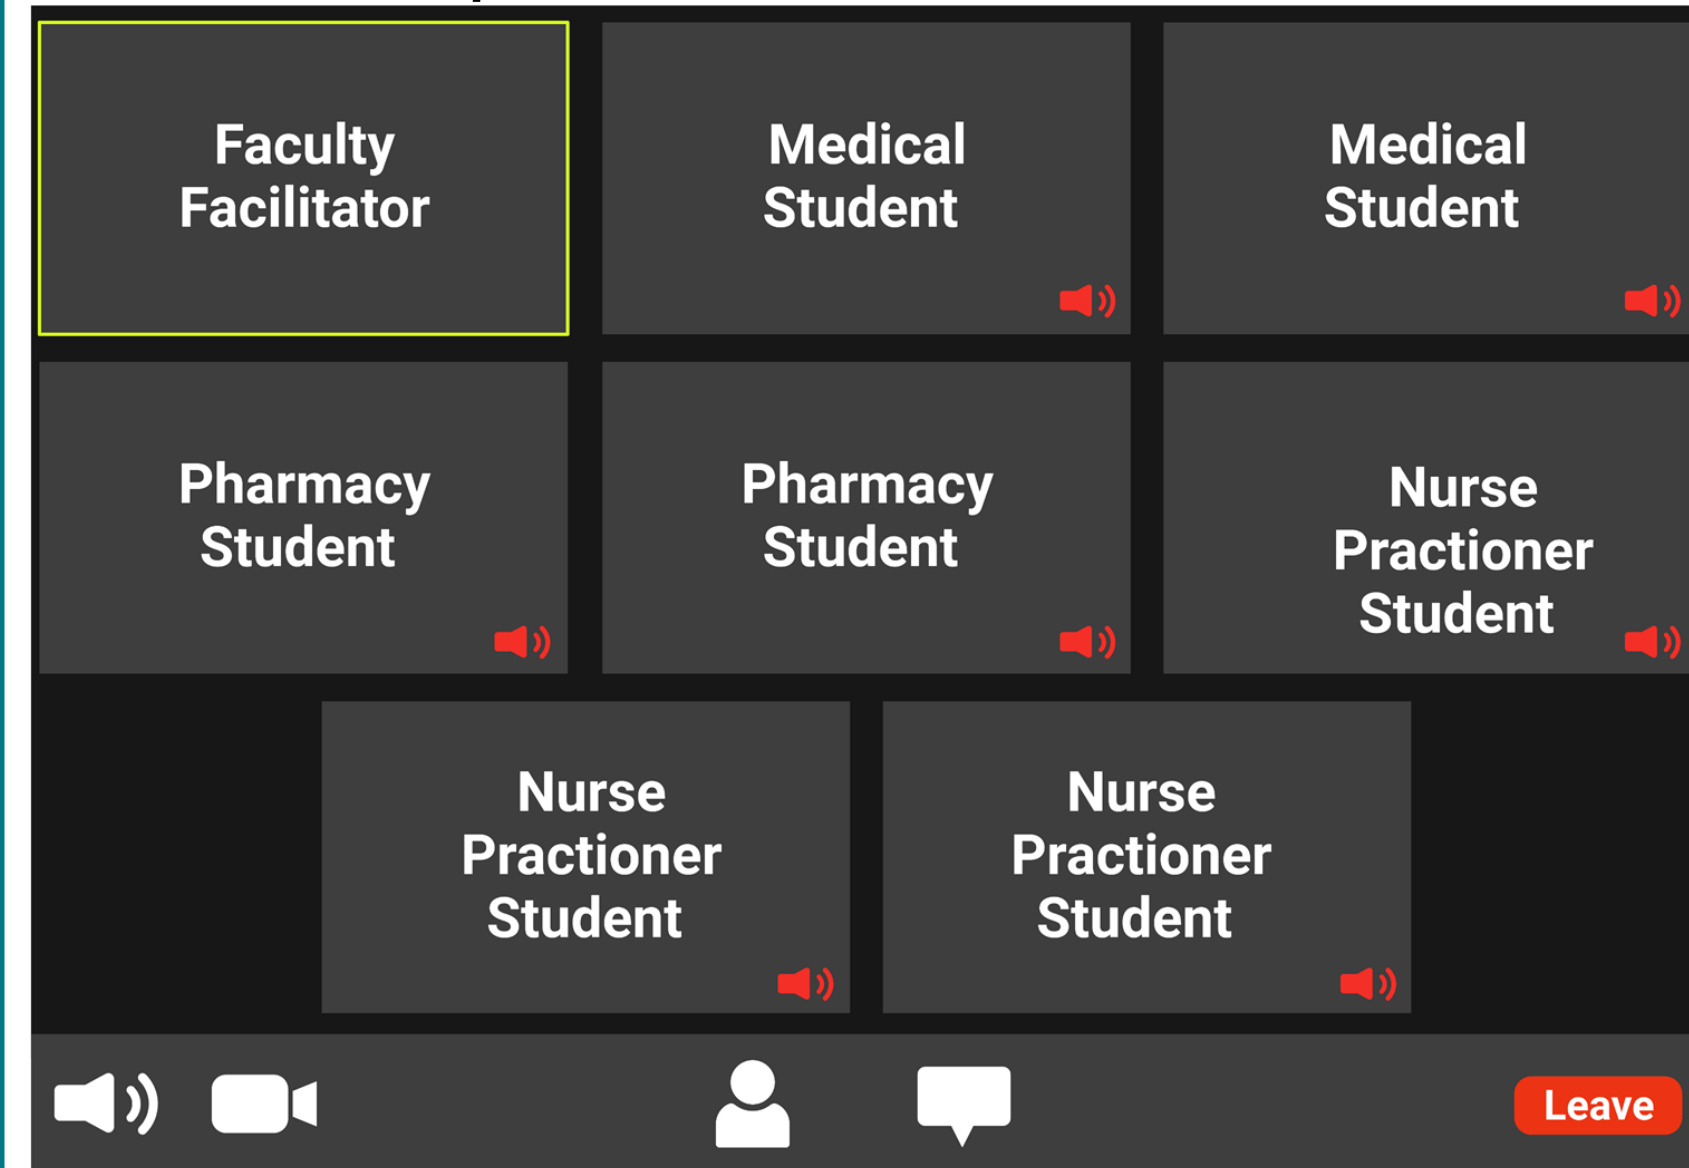 Faculty
Facilitator
Medical
Student
Medical
Student
Pharmacy
Student
Pharmacy
Student
Nurse
Practioner
Student
Nurse
Practioner
Student
Nurse
Practioner
Student
Leave